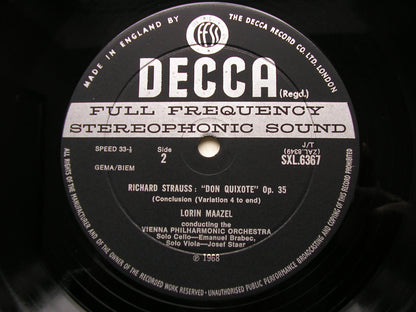 MADE IN ENGLAND BY
THE DECCA RECORD CO. LTD. LONDON
ffss
DECCA (Regd.)
FULL FREQUENCY
STEREOPHONIC SOUND
SPEED 33-⅓
Side
2
J/T
(ZAL.8349)
SXL.6367
GEMA/BIEM
RICHARD STRAUSS: "DON QUIXOTE" Op. 35
(Conclusion (Variation 4 to end)
LORIN MAAZEL
conducting the
VIENNA PHILHARMONIC ORCHESTRA
Solo Cello—Emanuel Brabec,
Solo Viola—Josef Staar
℗ 1968
ALL RIGHTS OF THE MANUFACTURER AND OF THE OWNER OF THE RECORDED WORK RESERVED · UNAUTHORISED PUBLIC PERFORMANCE BROADCASTING AND COPYING OF THIS RECORD PROHIBITED